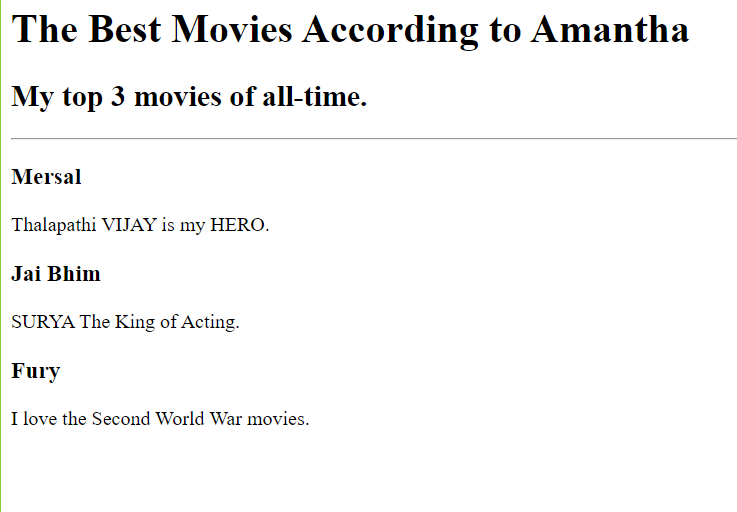 The Best Movies According to Amantha
My top 3 movies of all-time.
Mersal
Thalapathi VIJAY is my HERO.
Jai Bhim
SURYA The King of Acting.
Fury
I love the Second World War movies.